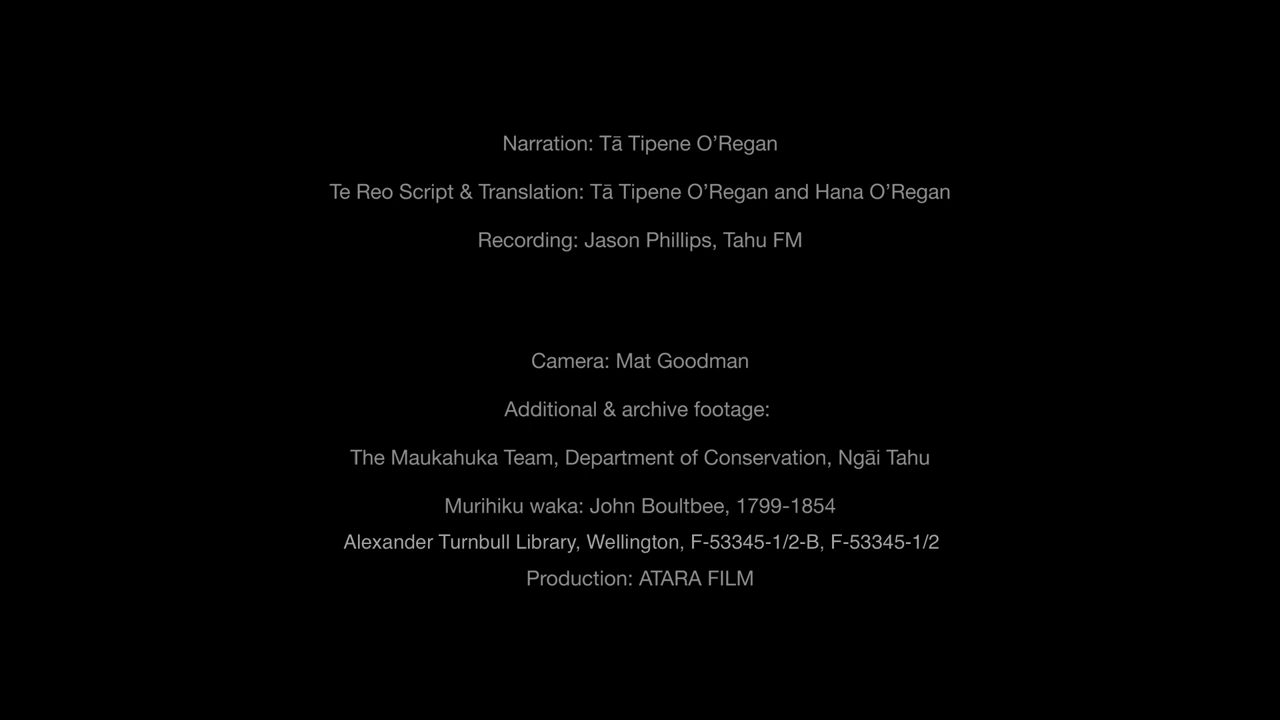 Narration: Tā Tipene O’Regan
Te Reo Script & Translation: Tā Tipene O’Regan and Hana O’Regan
Recording: Jason Phillips, Tahu FM
Camera: Mat Goodman
Additional & archive footage:
The Maukahuka Team, Department of Conservation, Ngāi Tahu
Murihiku waka: John Boultbee, 1799-1854
Alexander Turnbull Library, Wellington, F-53345-1/2-B, F-53345-1/2
Production: ATARA FILM